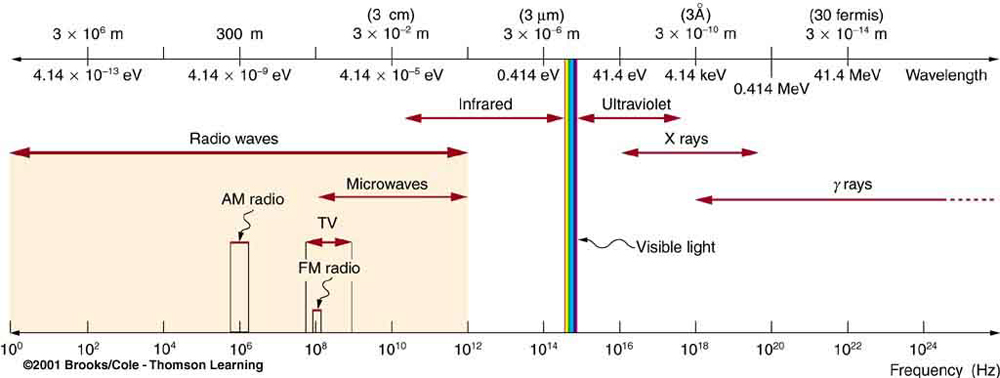 (3 cm) (3 μm) (3Å) (30 fermis)
3 × 10⁶ m 300 m 3 × 10⁻² m 3 × 10⁻⁶ m 3 × 10⁻¹⁰ m 3 × 10⁻¹⁴ m
4.14 × 10⁻¹³ eV 4.14 × 10⁻⁹ eV 4.14 × 10⁻⁵ eV 0.414 eV 41.4 eV 4.14 keV 41.4 MeV Wavelength
0.414 MeV
Infrared Ultraviolet
Radio waves X rays
Microwaves γ rays
AM radio
TV
Visible light
FM radio
10⁰ 10² 10⁴ 10⁶ 10⁸ 10¹⁰ 10¹² 10¹⁴ 10¹⁶ 10¹⁸ 10²⁰ 10²² 10²⁴
©2001 Brooks/Cole - Thomson Learning
Frequency (Hz)